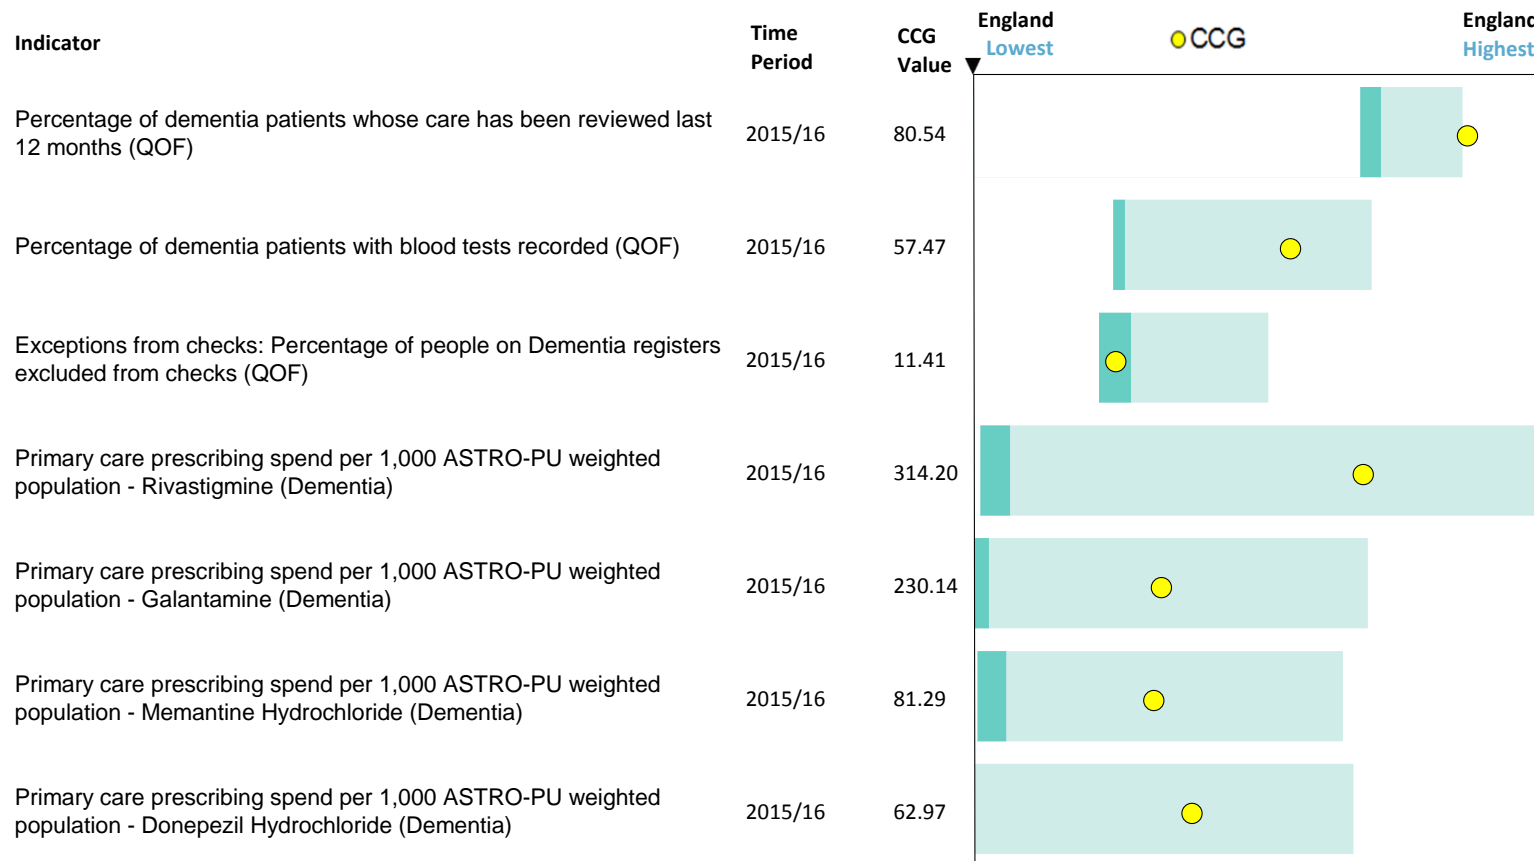 Indicator
Time
Period
CCG
Value
England
Lowest
CCG
England
Highest
Percentage of dementia patients whose care has been reviewed last
12 months (QOF)
2015/16
80.54
Percentage of dementia patients with blood tests recorded (QOF)
2015/16
57.47
Exceptions from checks: Percentage of people on Dementia registers
excluded from checks (QOF)
2015/16
11.41
Primary care prescribing spend per 1,000 ASTRO-PU weighted
population - Rivastigmine (Dementia)
2015/16
314.20
Primary care prescribing spend per 1,000 ASTRO-PU weighted
population - Galantamine (Dementia)
2015/16
230.14
Primary care prescribing spend per 1,000 ASTRO-PU weighted
population - Memantine Hydrochloride (Dementia)
2015/16
81.29
Primary care prescribing spend per 1,000 ASTRO-PU weighted
population - Donepezil Hydrochloride (Dementia)
2015/16
62.97